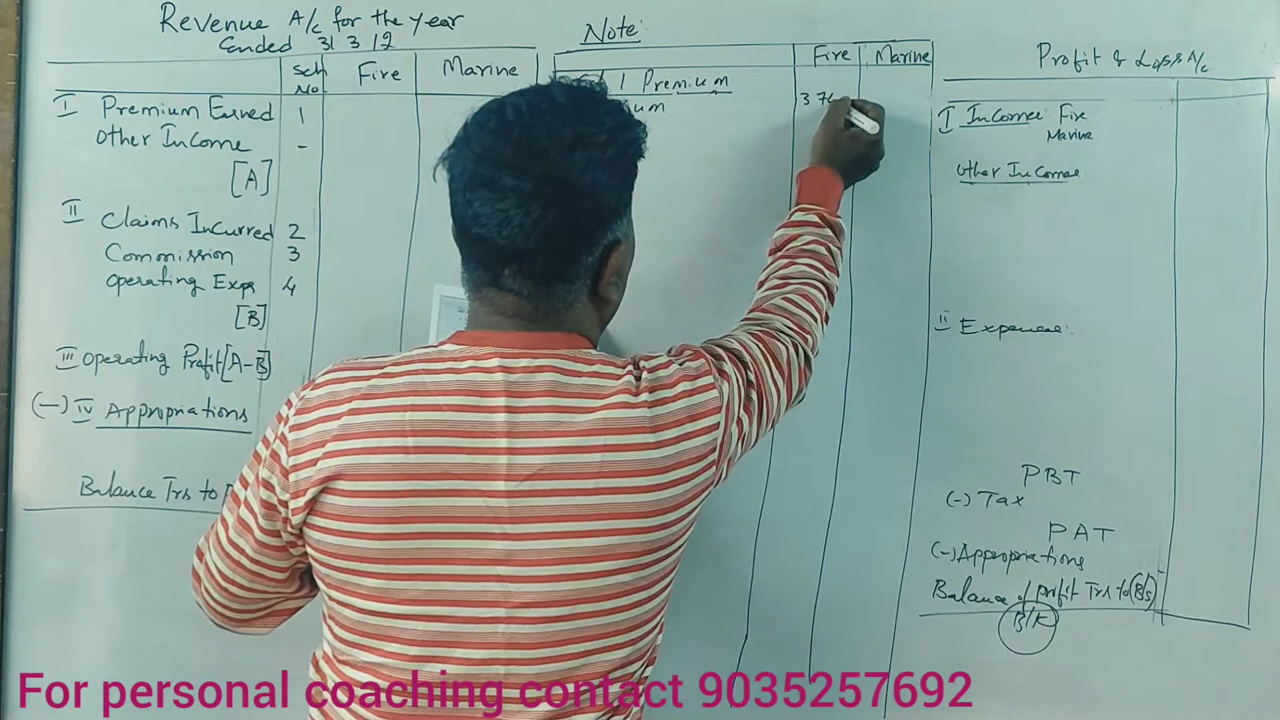 Revenue A/c for the year
Ended 31 3 12
Sch No Fire Marine
I Premium Earned 1
Other Income -
[A]
II Claims Incurred 2
Commission 3
Operating Exps 4
[B]
III Operating Profit [A-B]
(-) IV Appropriations
Balance Trs to
Note:
Fire Marine
1 Premium
3 76
Profit & Loss A/c
I Income Fire
Marine
Other Income
II Expenses:
PBT
(-) Tax
PAT
(-) Appropriations
Balance of profit Trs to (B/S)
For personal coaching contact 9035257692